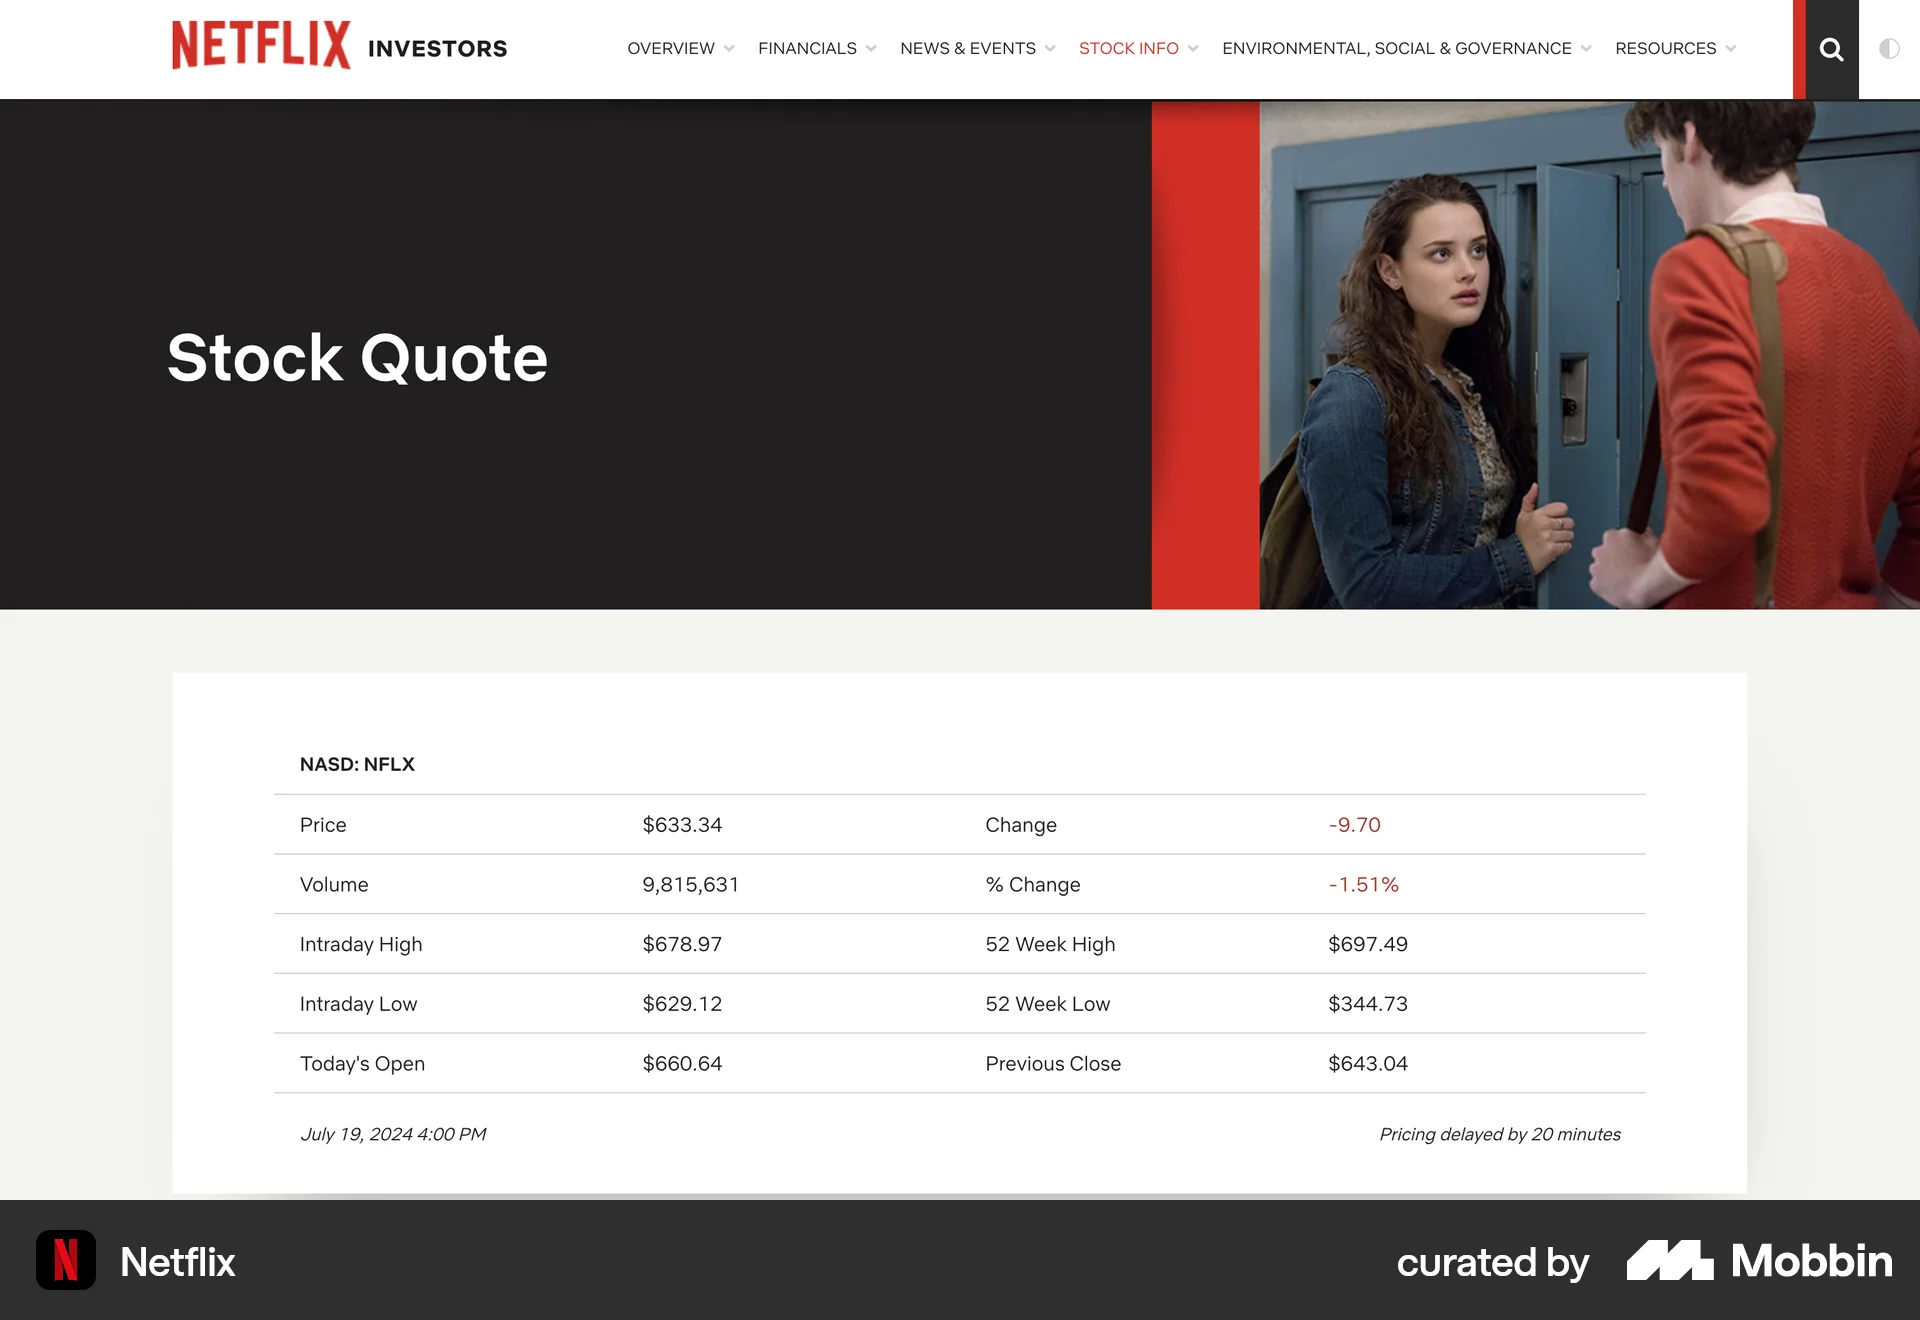 NETFLIX INVESTORS OVERVIEW FINANCIALS NEWS & EVENTS STOCK INFO ENVIRONMENTAL, SOCIAL & GOVERNANCE RESOURCES
Stock Quote
NASD: NFLX
Price $633.34 Change -9.70
Volume 9,815,631 % Change -1.51%
Intraday High $678.97 52 Week High $697.49
Intraday Low $629.12 52 Week Low $344.73
Today's Open $660.64 Previous Close $643.04
July 19, 2024 4:00 PM Pricing delayed by 20 minutes
N Netflix curated by Mobbin